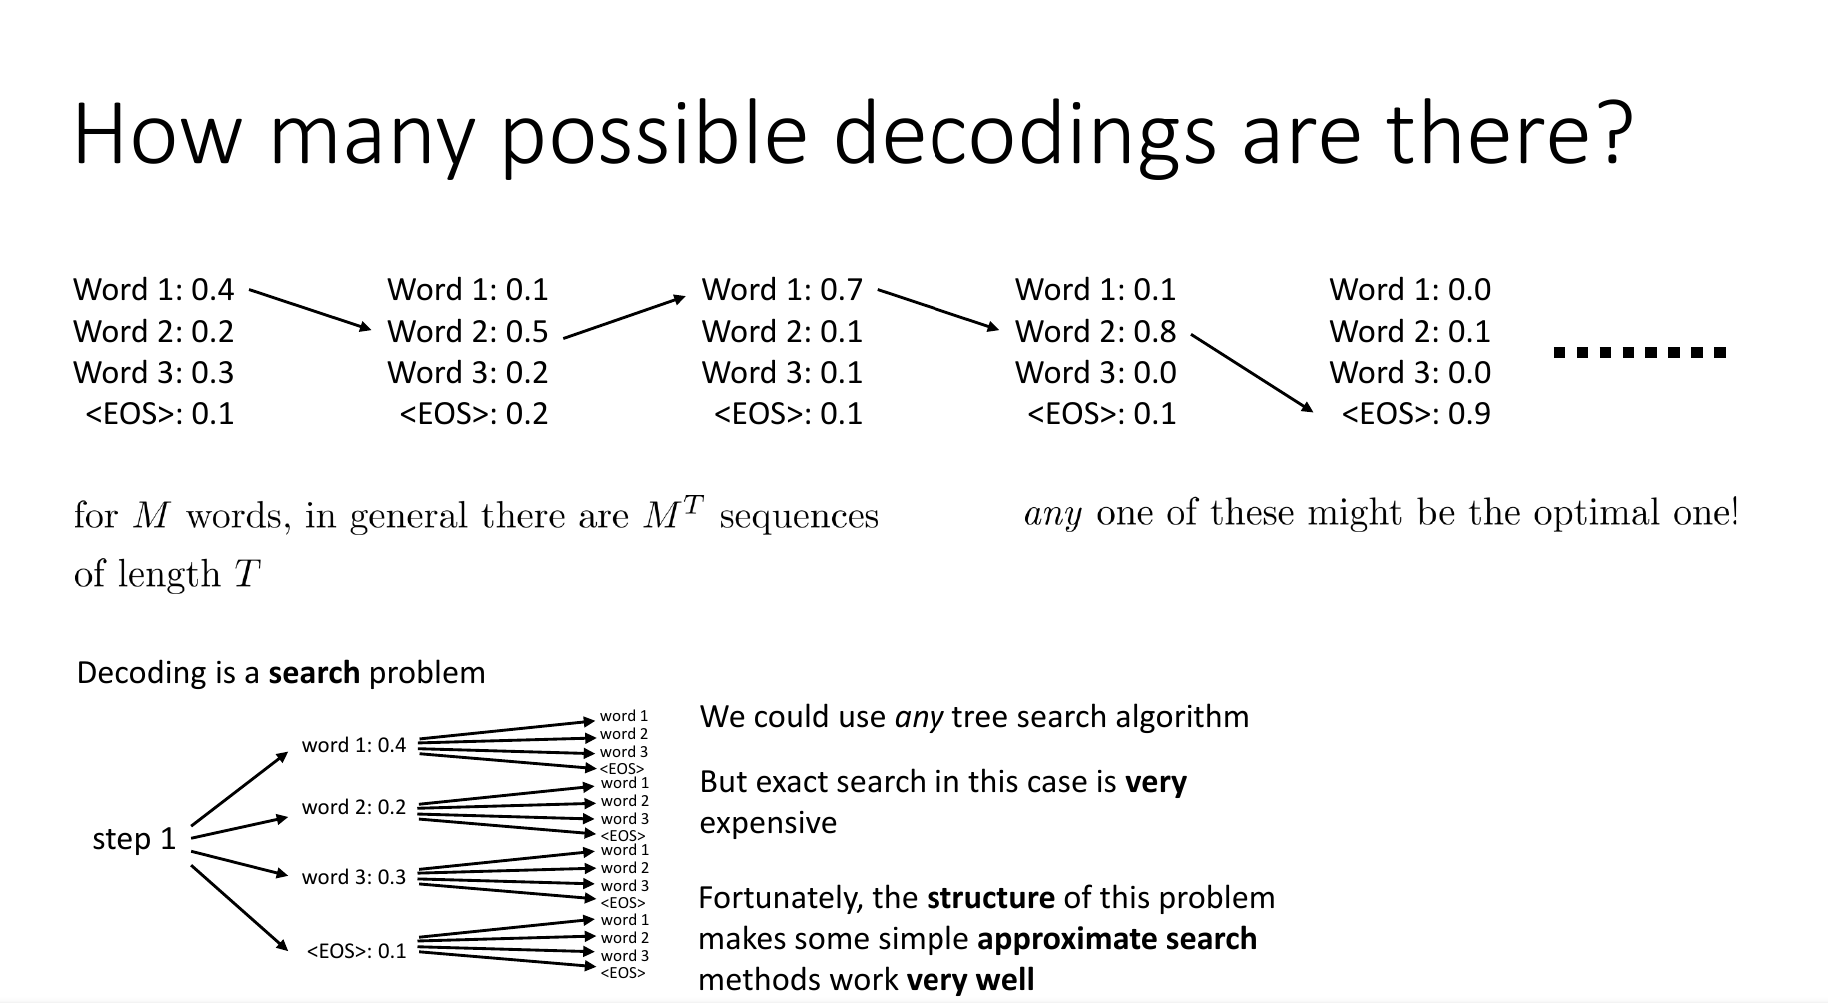 How many possible decodings are there?
Word 1: 0.4
Word 2: 0.2
Word 3: 0.3
<EOS>: 0.1
Word 1: 0.1
Word 2: 0.5
Word 3: 0.2
<EOS>: 0.2
Word 1: 0.7
Word 2: 0.1
Word 3: 0.1
<EOS>: 0.1
Word 1: 0.1
Word 2: 0.8
Word 3: 0.0
<EOS>: 0.1
Word 1: 0.0
Word 2: 0.1
Word 3: 0.0
<EOS>: 0.9
for M words, in general there are M^T sequences
of length T
any one of these might be the optimal one!
Decoding is a search problem
step 1
word 1: 0.4
word 2: 0.2
word 3: 0.3
<EOS>: 0.1
word 1
word 2
word 3
<EOS>
word 1
word 2
word 3
<EOS>
word 1
word 2
word 3
<EOS>
word 1
word 2
word 3
<EOS>
We could use any tree search algorithm
But exact search in this case is very
expensive
Fortunately, the structure of this problem
makes some simple approximate search
methods work very well